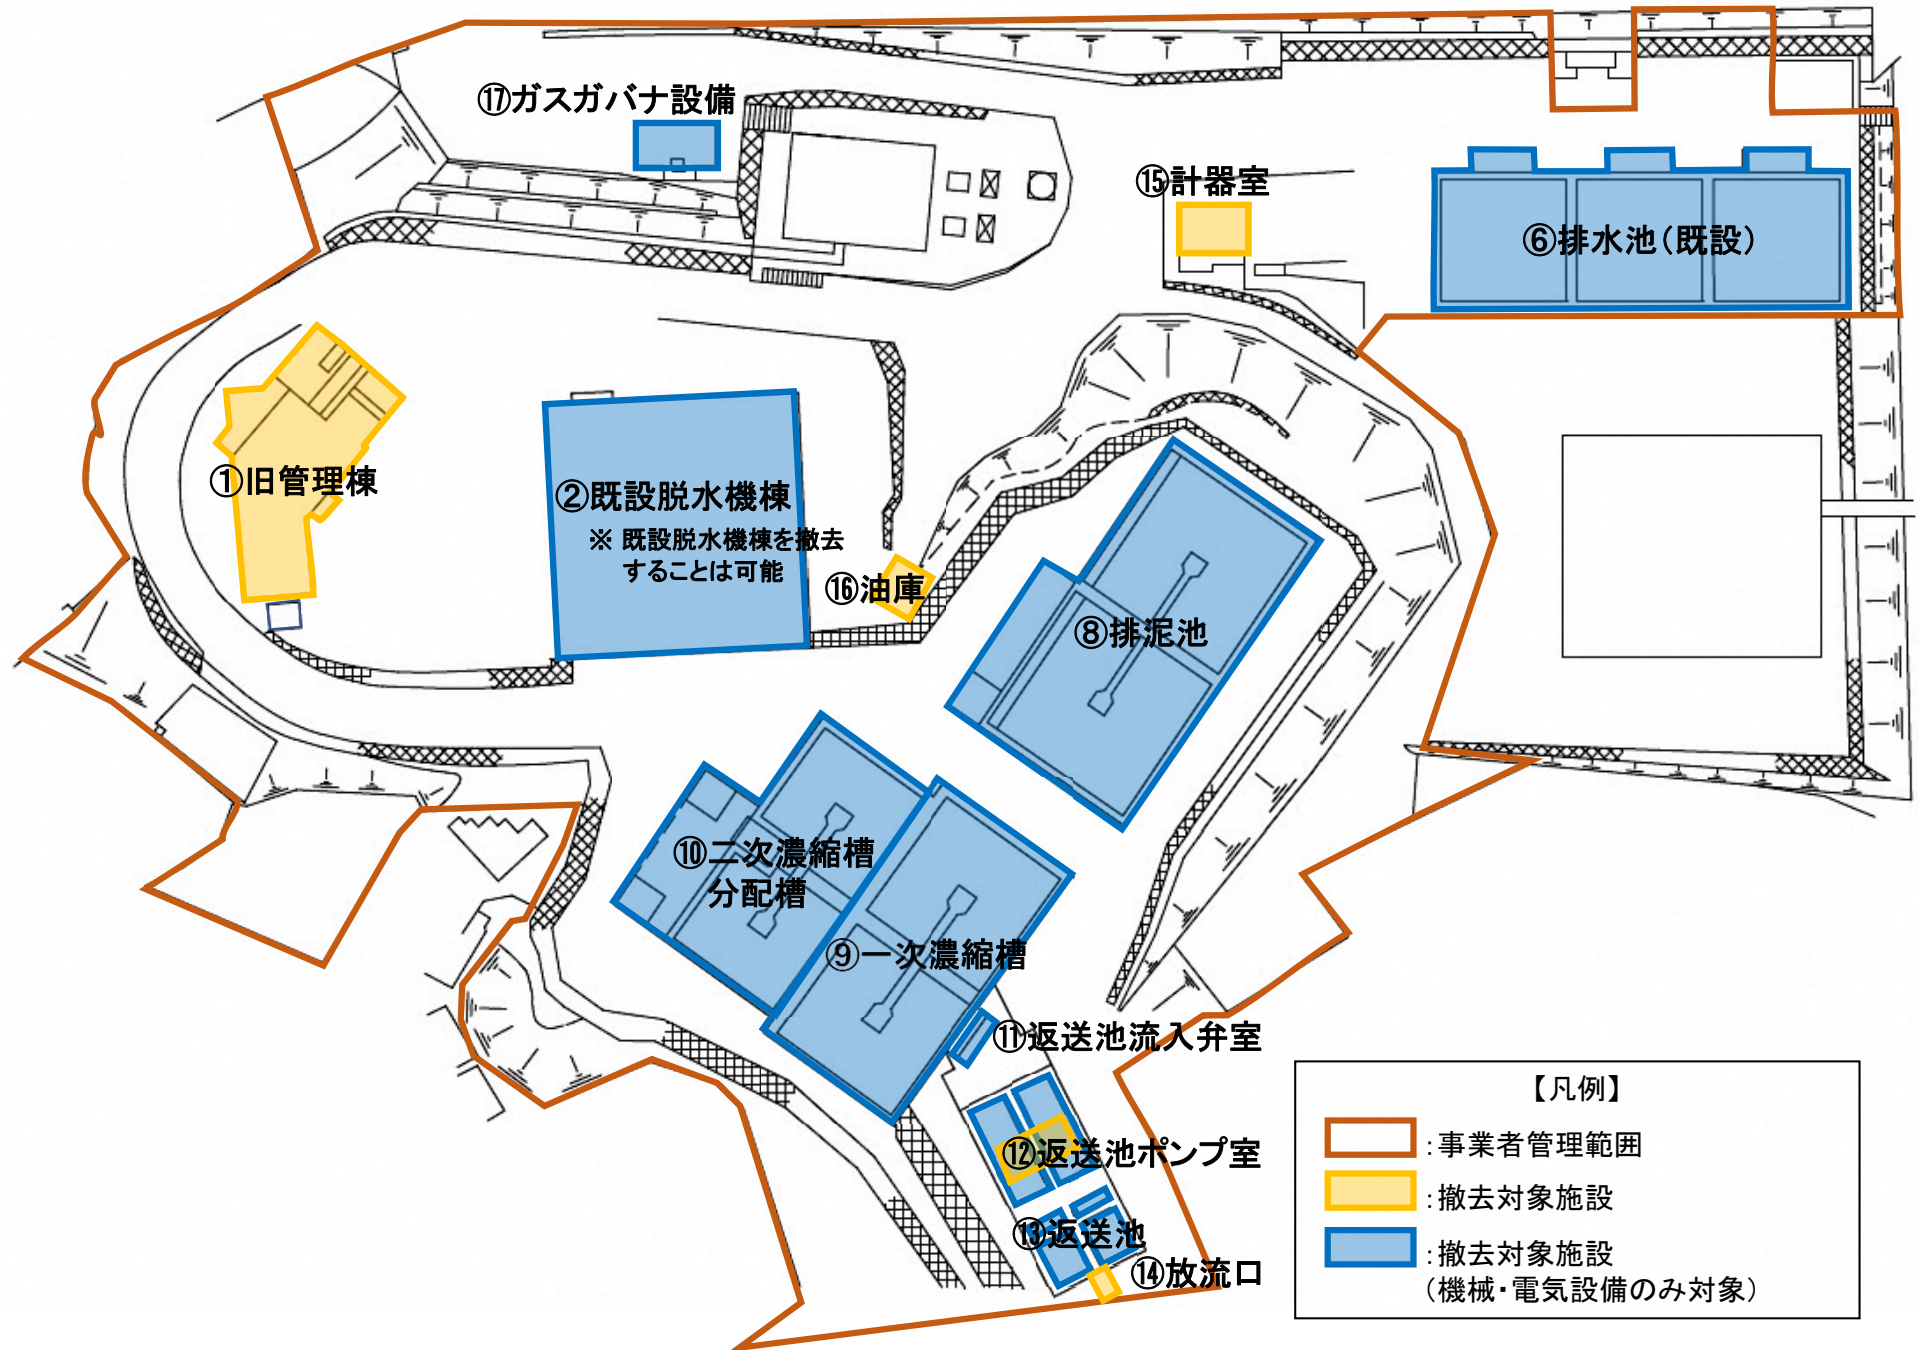 ⑰ガスガバナ設備
⑮計器室
⑥排水池(既設)
①旧管理棟
②既設脱水機棟
※ 既設脱水機棟を撤去
することは可能
⑯油庫
⑧排泥池
⑩二次濃縮槽
分配槽
⑨一次濃縮槽
⑪返送池流入弁室
⑫返送池ポンプ室
⑬返送池
⑭放流口
【凡例】
:事業者管理範囲
:撤去対象施設
:撤去対象施設
(機械・電気設備のみ対象)